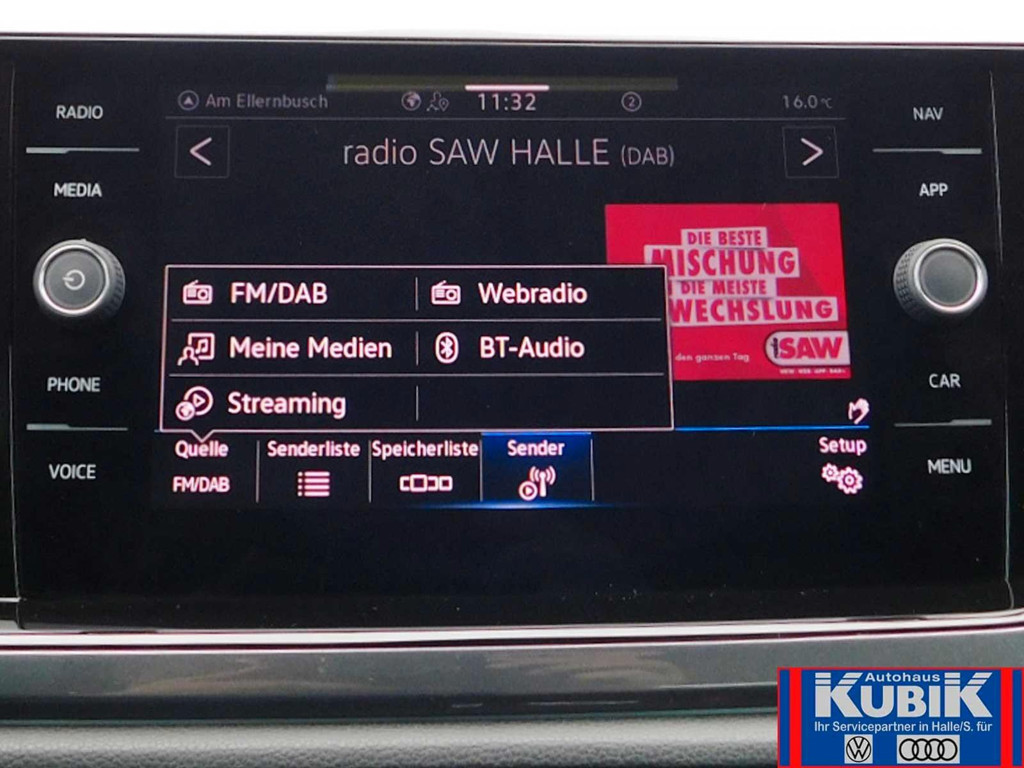 RADIO
MEDIA
PHONE
VOICE
Am Ellernbusch
11:32
2
16.0°C
radio SAW HALLE (DAB)
DIE BESTE
MISCHUNG
DIE MEISTE
WECHSLUNG
den ganzen Tag
SAW
FM/DAB
Webradio
Meine Medien
BT-Audio
Streaming
Quelle
FM/DAB
Senderliste
Speicherliste
Sender
Setup
NAV
APP
CAR
MENU
Autohaus
KUBIK
Ihr Servicepartner in Halle/S. für